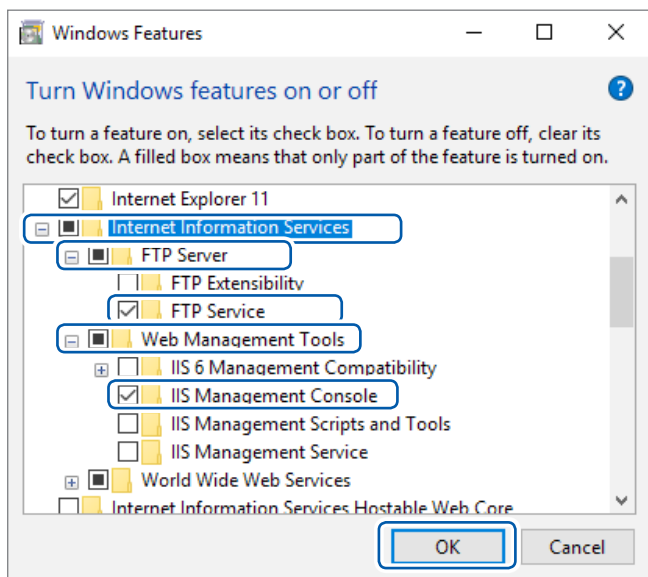 Windows Features
Turn Windows features on or off
To turn a feature on, select its check box. To turn a feature off, clear its
check box. A filled box means that only part of the feature is turned on.
Internet Explorer 11
Internet Information Services
FTP Server
FTP Extensibility
FTP Service
Web Management Tools
IIS 6 Management Compatibility
IIS Management Console
IIS Management Scripts and Tools
IIS Management Service
World Wide Web Services
Internet Information Services Hostable Web Core
OK
Cancel